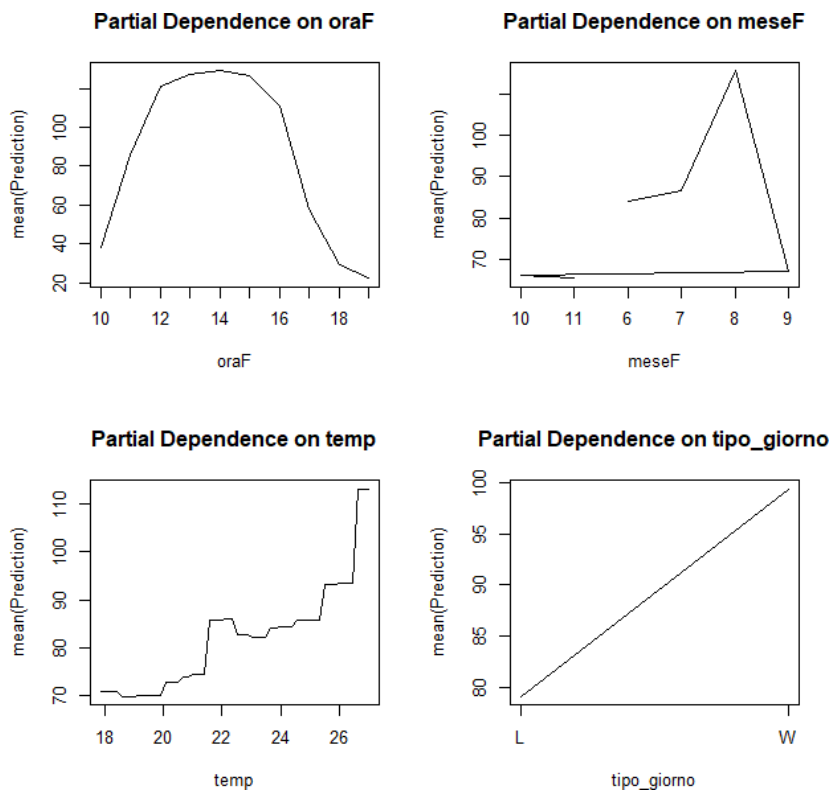 Partial Dependence on oraF
mean(Prediction)
20 40 60 80 100
10 12 14 16 18
oraF
Partial Dependence on meseF
mean(Prediction)
70 80 90 100
10 11 6 7 8 9
meseF
Partial Dependence on temp
mean(Prediction)
70 80 90 100 110
18 20 22 24 26
temp
Partial Dependence on tipo_giorno
mean(Prediction)
80 85 90 95 100
L W
tipo_giorno